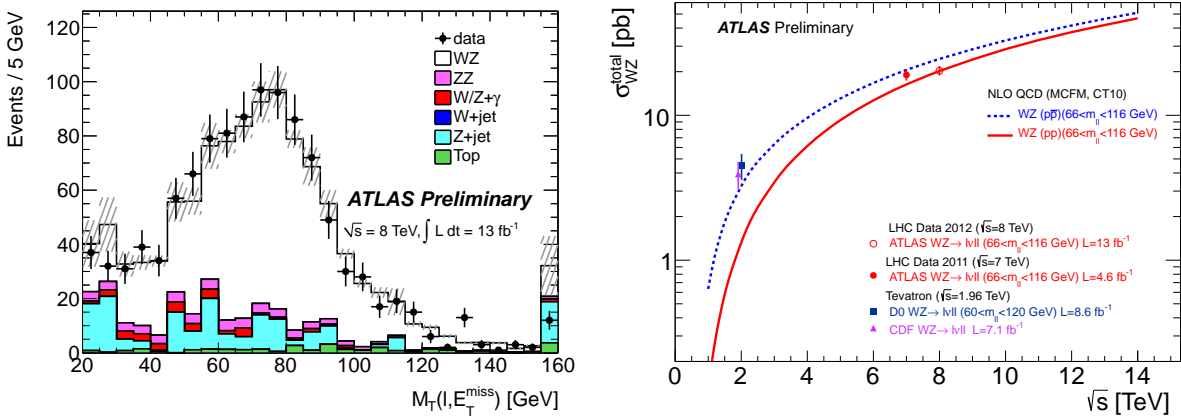 Events / 5 GeV
120
100
80
60
40
20
0
20 40 60 80 100 120 140 160
M_T(l,E_T^miss) [GeV]
data
WZ
ZZ
W/Z+γ
W+jet
Z+jet
Top
ATLAS Preliminary
√s = 8 TeV, ∫ L dt = 13 fb⁻¹
σ_WZ^total [pb]
10
1
0 2 4 6 8 10 12 14
√s [TeV]
ATLAS Preliminary
NLO QCD (MCFM, CT10)
WZ (pp̅)(66<m_ll<116 GeV)
WZ (pp)(66<m_ll<116 GeV)
LHC Data 2012 (√s=8 TeV)
ATLAS WZ→ lνll (66<m_ll<116 GeV) L=13 fb⁻¹
LHC Data 2011 (√s=7 TeV)
ATLAS WZ→ lνll (66<m_ll<116 GeV) L=4.6 fb⁻¹
Tevatron (√s=1.96 TeV)
D0 WZ→ lνll (60<m_ll<120 GeV) L=8.6 fb⁻¹
CDF WZ→ lνll L=7.1 fb⁻¹